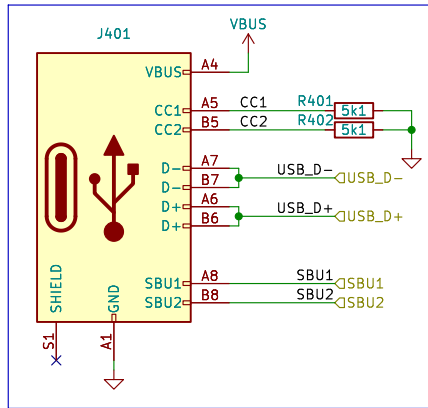 J401
VBUS
VBUS A4
CC1 A5 CC1 R401 5k1
CC2 B5 CC2 R402 5k1
D- A7
D- B7
USB_D- USB_D-
D+ A6
D+ B6
USB_D+ USB_D+
SBU1 A8 SBU1 SBU1
SBU2 B8 SBU2 SBU2
SHIELD
GND
S1
A1